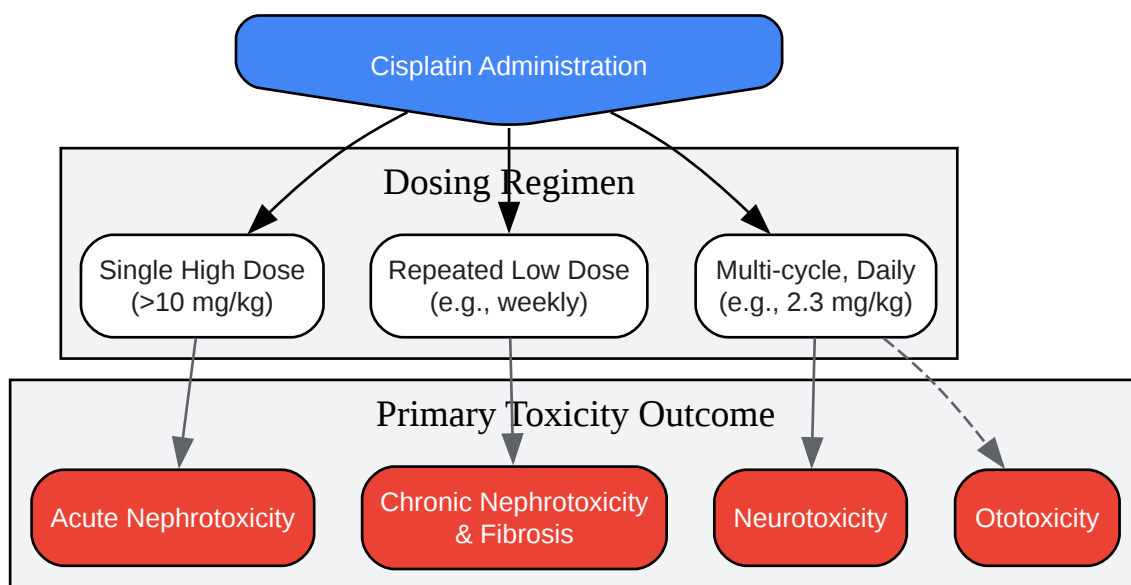 Cisplatin Administration
Dosing Regimen
Single High Dose
(>10 mg/kg)
Repeated Low Dose
(e.g., weekly)
Multi-cycle, Daily
(e.g., 2.3 mg/kg)
Primary Toxicity Outcome
Acute Nephrotoxicity
Chronic Nephrotoxicity
& Fibrosis
Neurotoxicity
Ototoxicity